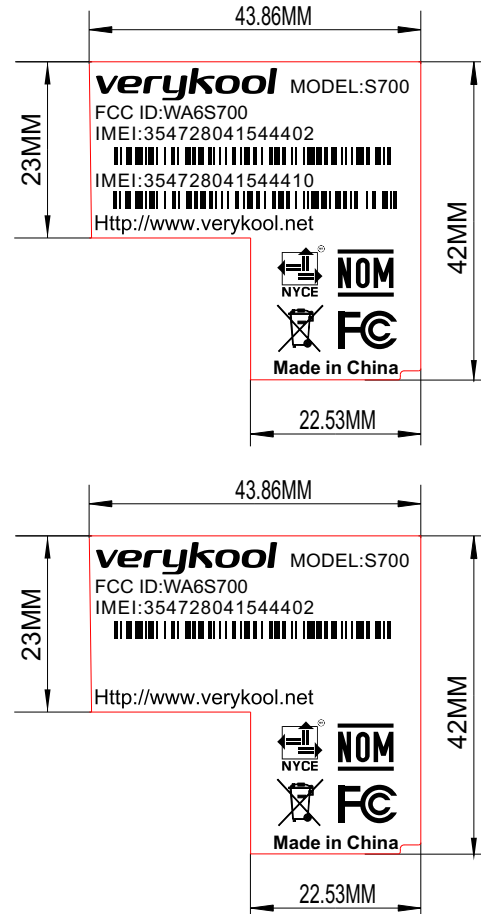 43.86MM
verykool MODEL:S700
FCC ID:WA6S700
IMEI:354728041544402
IMEI:354728041544410
Http://www.verykool.net
23MM
42MM
NYCE NOM
FC
Made in China
22.53MM
43.86MM
verykool MODEL:S700
FCC ID:WA6S700
IMEI:354728041544402
Http://www.verykool.net
23MM
42MM
NYCE NOM
FC
Made in China
22.53MM